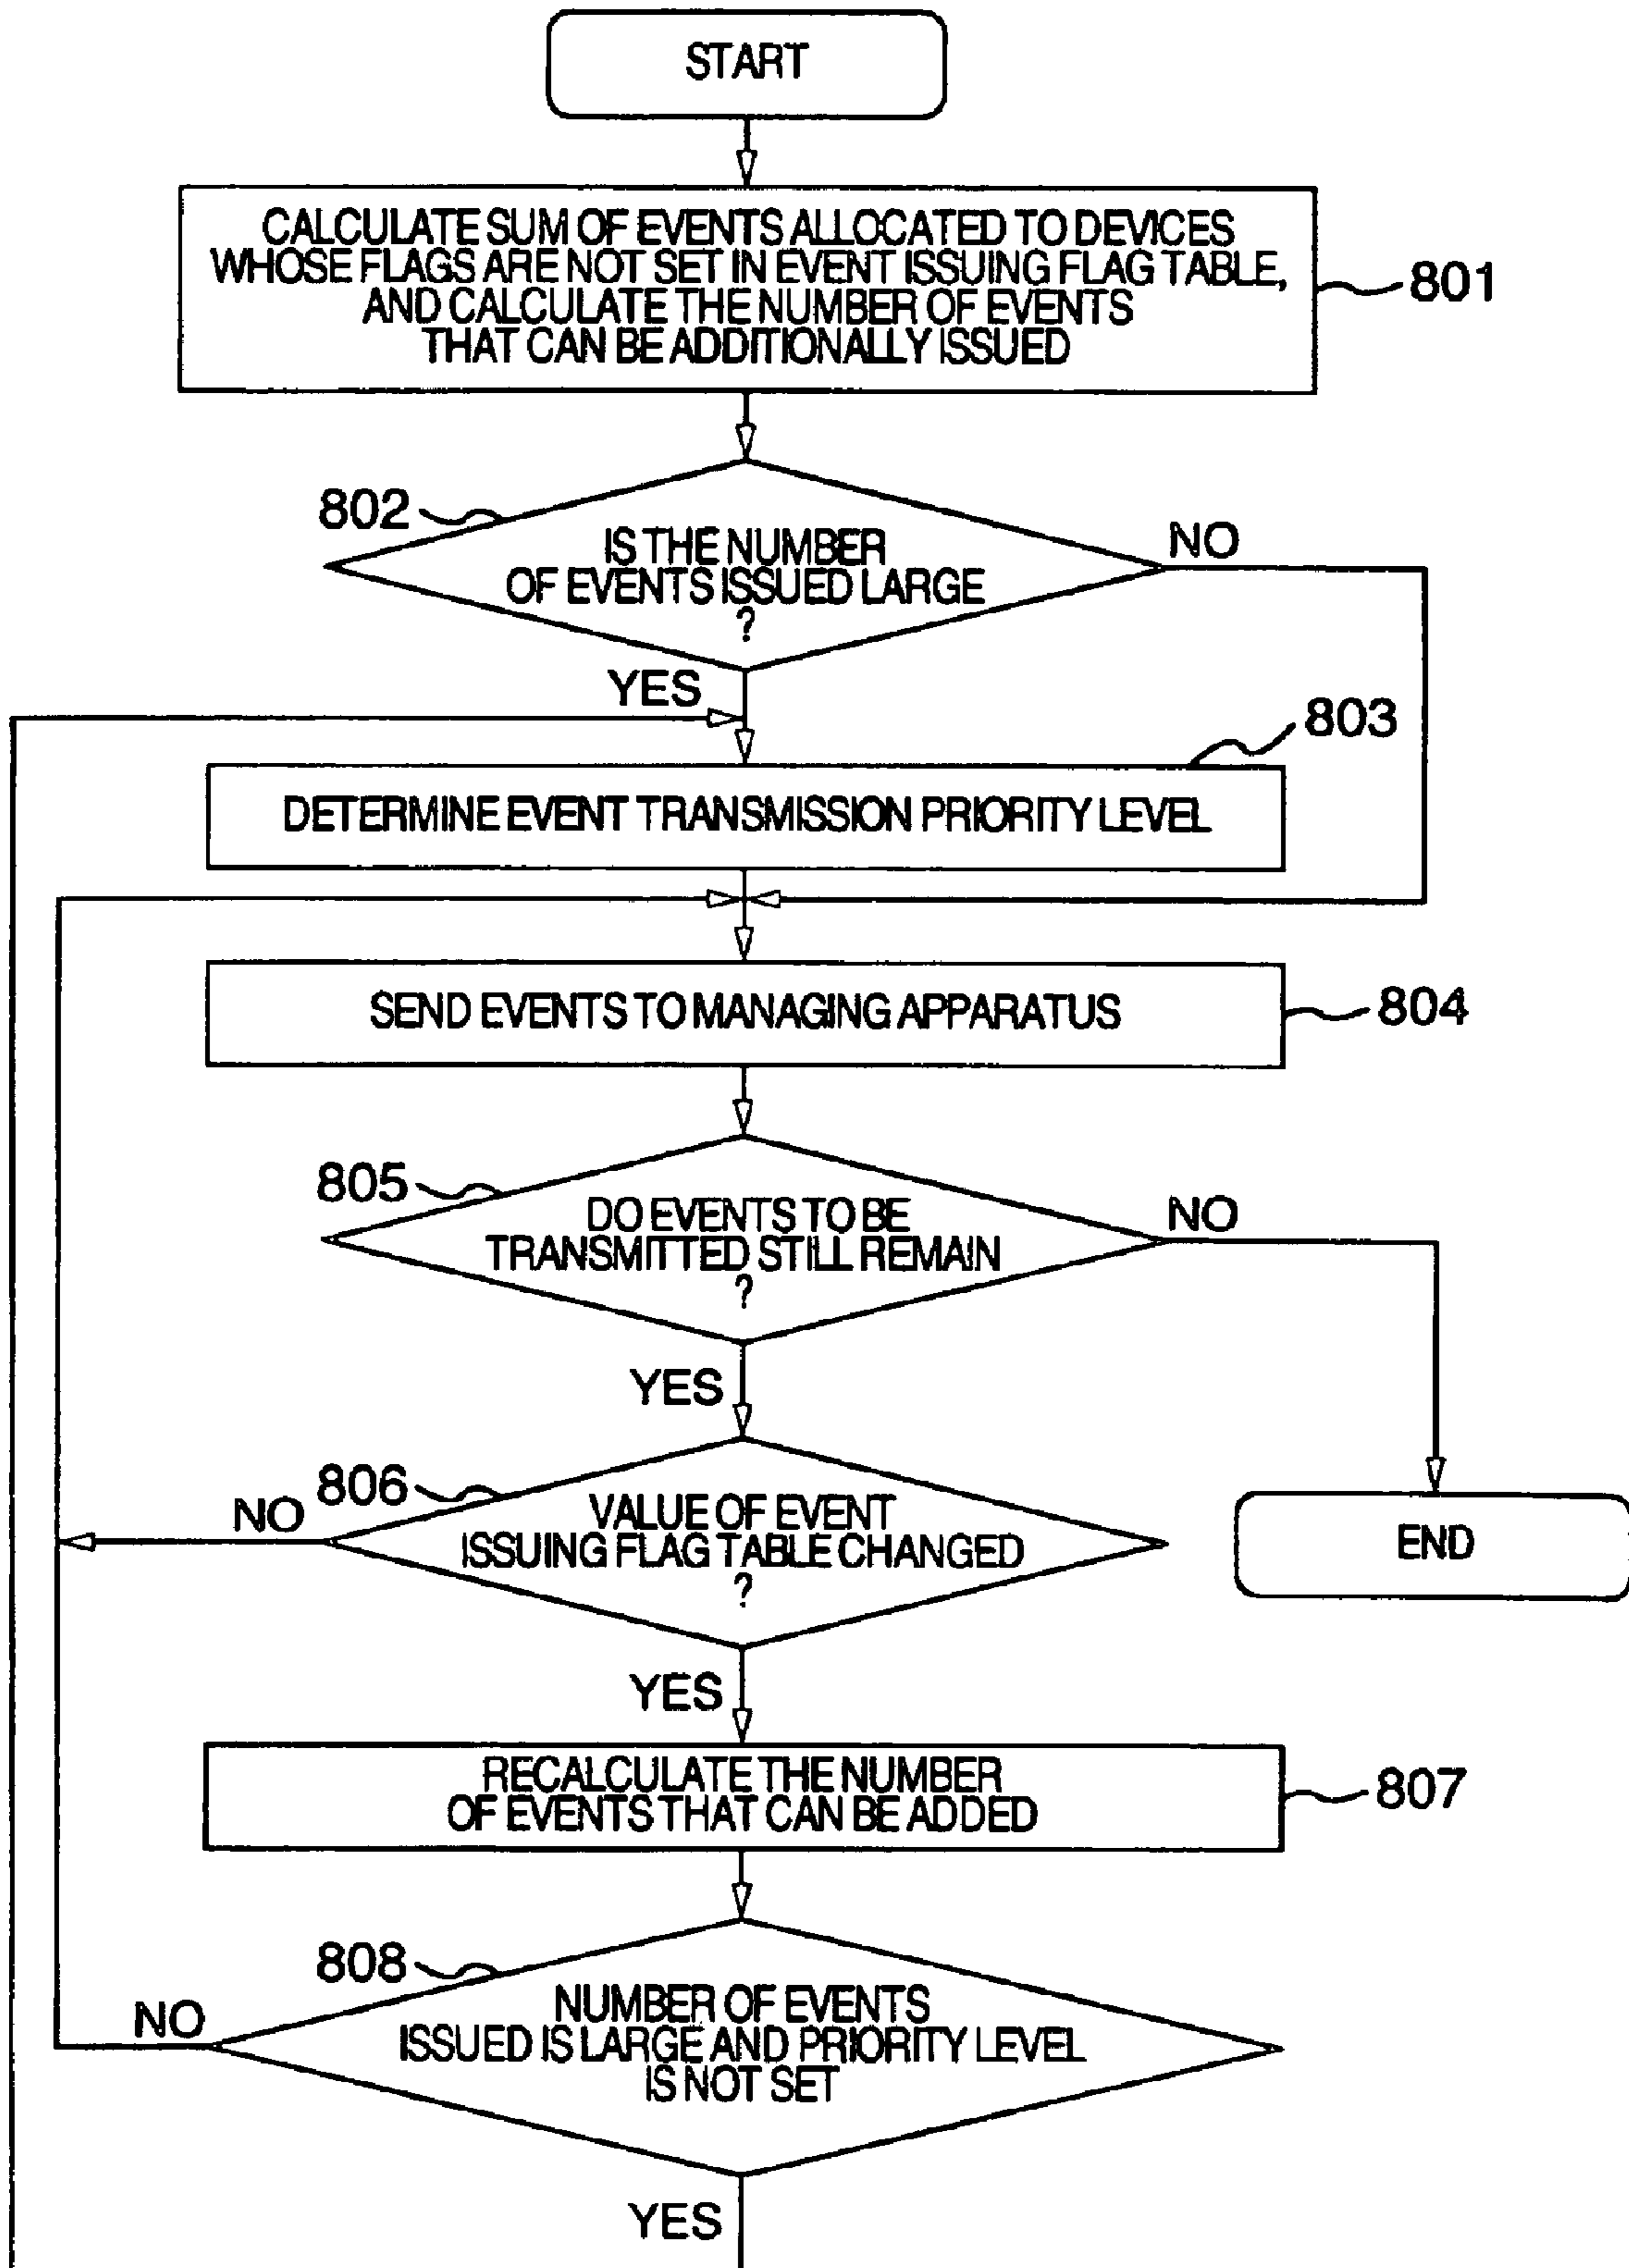 START
CALCULATE SUM OF EVENTS ALLOCATED TO DEVICES
WHOSE FLAGS ARE NOT SET IN EVENT ISSUING FLAG TABLE,
AND CALCULATE THE NUMBER OF EVENTS
THAT CAN BE ADDITIONALLY ISSUED
801
802
IS THE NUMBER
OF EVENTS ISSUED LARGE
?
NO
YES
803
DETERMINE EVENT TRANSMISSION PRIORITY LEVEL
SEND EVENTS TO MANAGING APPARATUS
804
805
DO EVENTS TO BE
TRANSMITTED STILL REMAIN
?
NO
YES
806
VALUE OF EVENT
ISSUING FLAG TABLE CHANGED
?
NO
END
YES
RECALCULATE THE NUMBER
OF EVENTS THAT CAN BE ADDED
807
808
NUMBER OF EVENTS
ISSUED IS LARGE AND PRIORITY LEVEL
IS NOT SET
NO
YES